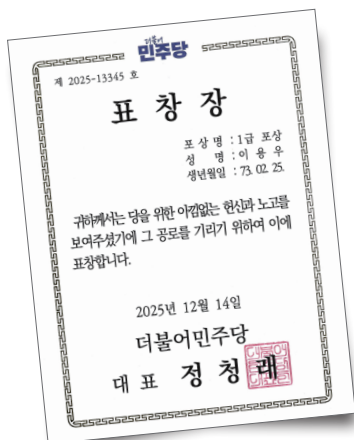 더불어
민주당
제 2025-13345 호
표 창 장
포 상 명 : 1급 포상
성 명 : 이 용 우
생년월일 : 73. 02. 25.
귀하께서는 당을 위한 아낌없는 헌신과 노고를
보여주셨기에 그 공로를 기리기 위하여 이에
표창합니다.
2025년 12월 14일
더불어민주당
대 표 정 청 래